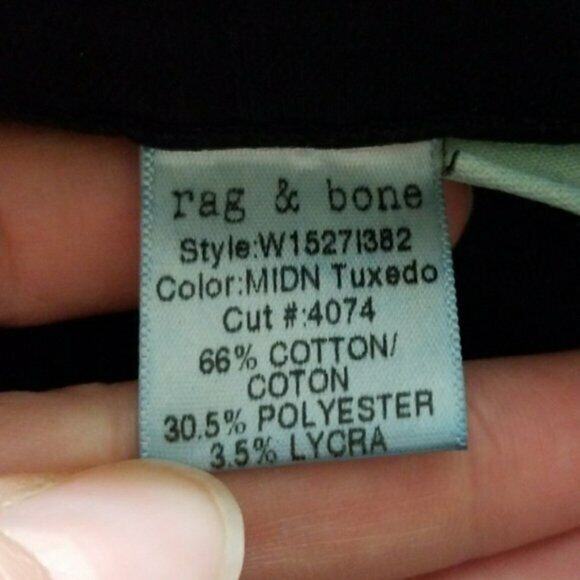 rag & bone
Style:W1527I382
Color:MIDN Tuxedo
Cut #:4074
66% COTTON/
COTON
30.5% POLYESTER
3.5% LYCRA